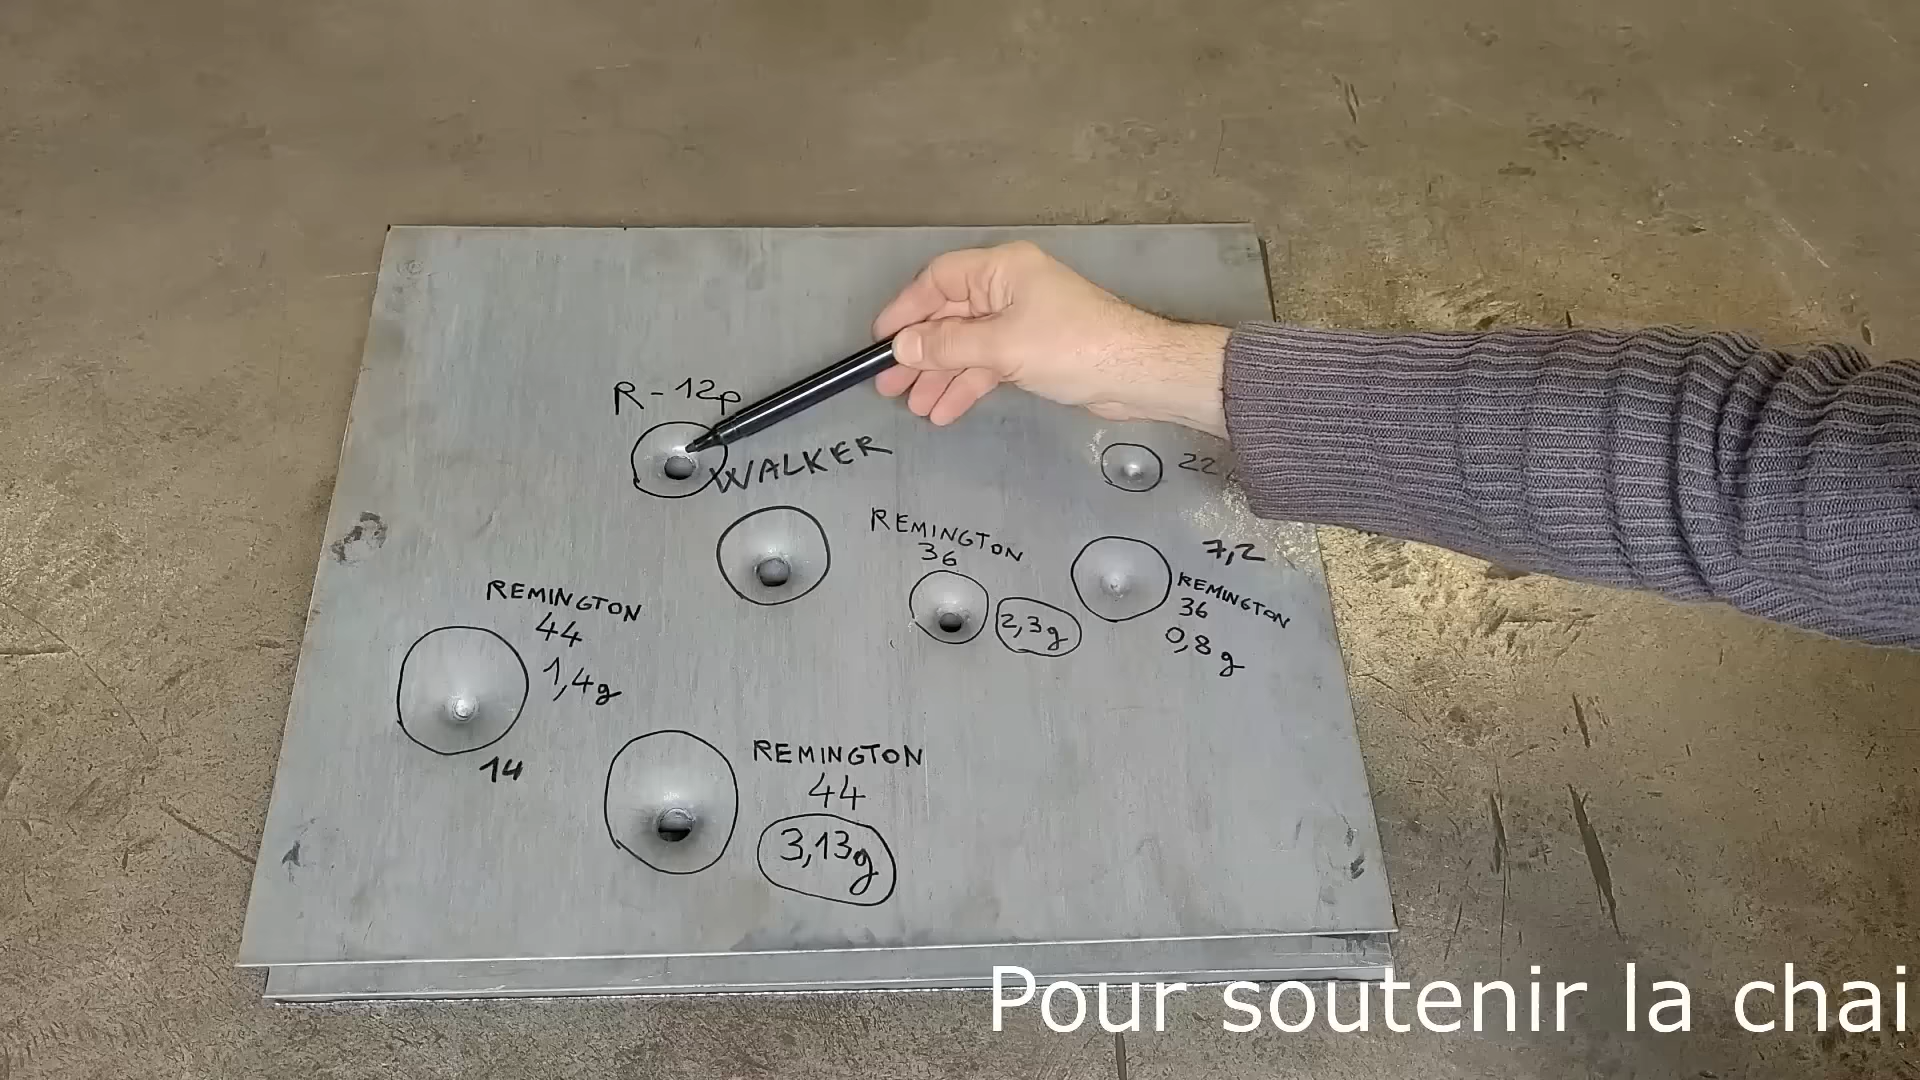 R-12p
WALKER
22
REMINGTON
36
2,3g
7,2
REMINGTON
36
0,8g
REMINGTON
44
1,4g
14
REMINGTON
44
3,13g
Pour soutenir la chai